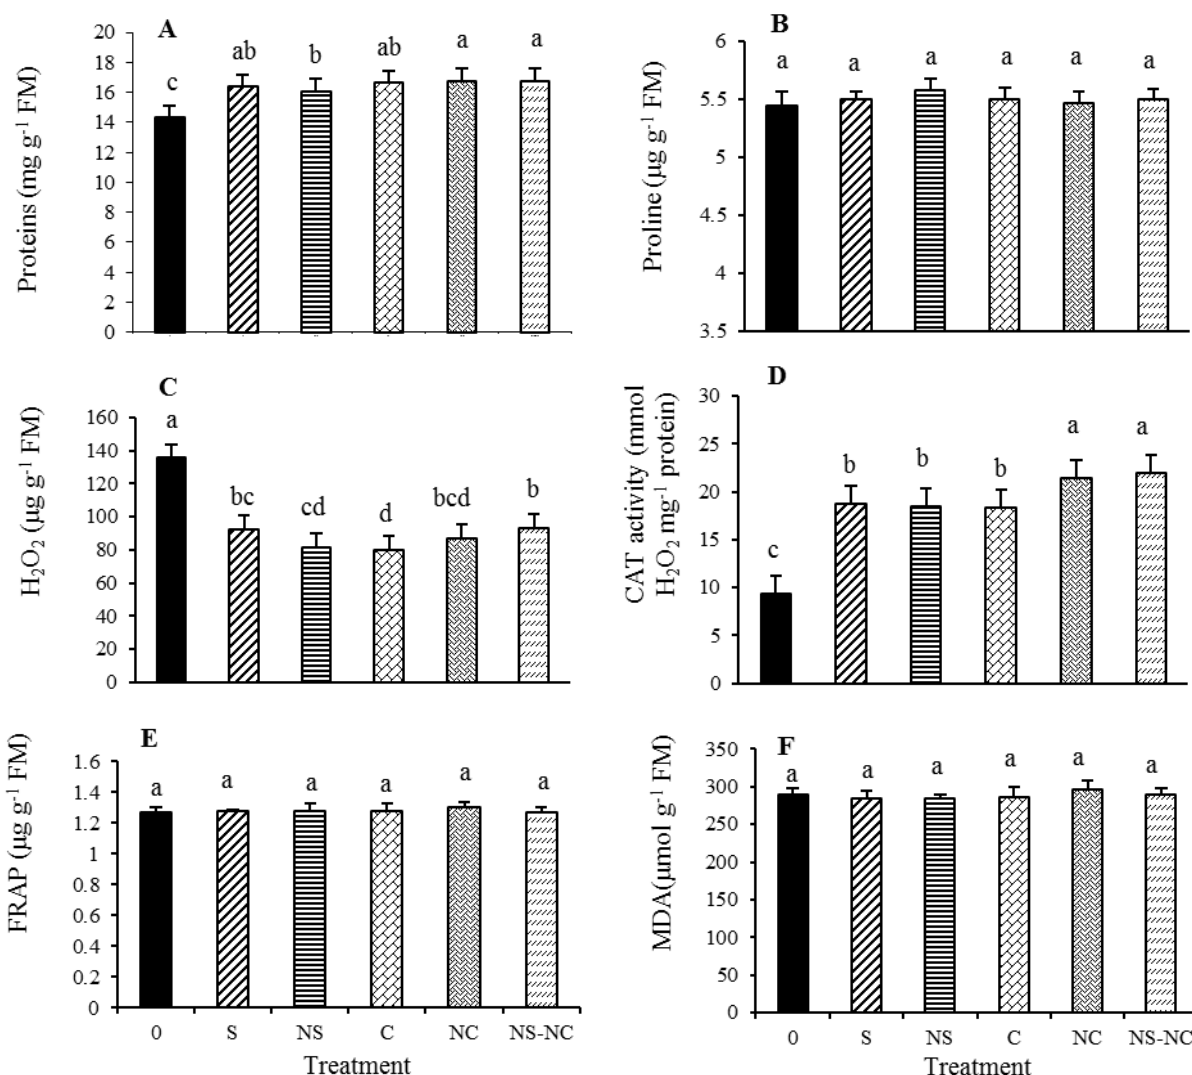 A
Proteins (mg g⁻¹ FM)
20
18
16
14
12
10
8
6
4
2
0
c
ab
b
ab
a
a
B
Proline (µg g⁻¹ FM)
6
5.5
5
4.5
4
3.5
a
a
a
a
a
a
C
H₂O₂ (µg g⁻¹ FM)
160
140
120
100
80
60
40
20
0
a
bc
cd
d
bcd
b
D
CAT activity (mmol
H₂O₂ mg⁻¹ protein)
30
25
20
15
10
5
0
c
b
b
b
a
a
E
FRAP (µg g⁻¹ FM)
1.6
1.4
1.2
1
0.8
0.6
0.4
0.2
0
a
a
a
a
a
a
0 S NS C NC NS-NC
Treatment
F
MDA(µmol g⁻¹ FM)
350
300
250
200
150
100
50
0
a
a
a
a
a
a
0 S NS C NC NS-NC
Treatment